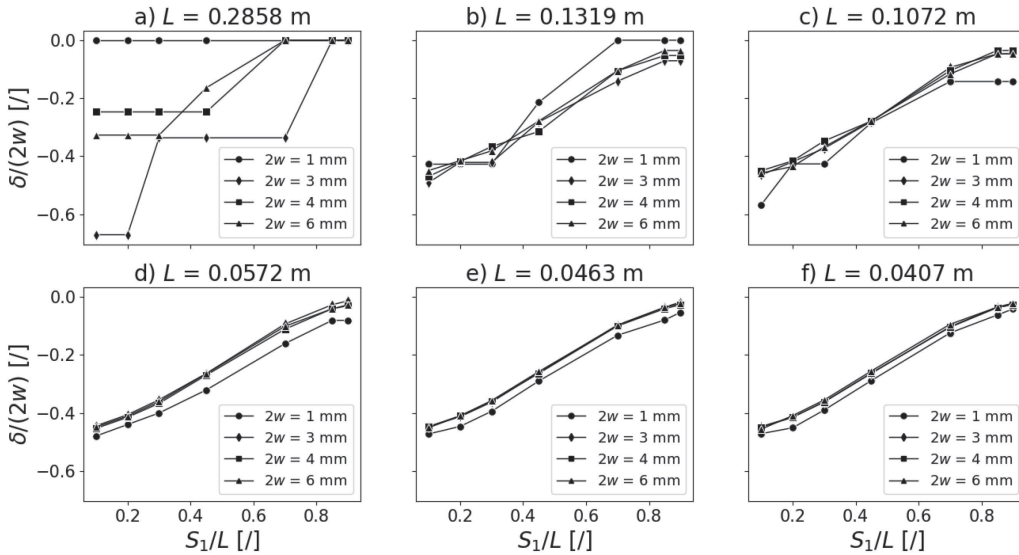 a) L = 0.2858 m
b) L = 0.1319 m
c) L = 0.1072 m
δ/(2w) [/]
0.0
−0.2
−0.4
−0.6
2w = 1 mm
2w = 3 mm
2w = 4 mm
2w = 6 mm
2w = 1 mm
2w = 3 mm
2w = 4 mm
2w = 6 mm
2w = 1 mm
2w = 3 mm
2w = 4 mm
2w = 6 mm
d) L = 0.0572 m
e) L = 0.0463 m
f) L = 0.0407 m
δ/(2w) [/]
0.0
−0.2
−0.4
−0.6
2w = 1 mm
2w = 3 mm
2w = 4 mm
2w = 6 mm
2w = 1 mm
2w = 3 mm
2w = 4 mm
2w = 6 mm
2w = 1 mm
2w = 3 mm
2w = 4 mm
2w = 6 mm
0.2 0.4 0.6 0.8
0.2 0.4 0.6 0.8
0.2 0.4 0.6 0.8
S₁/L [/]
S₁/L [/]
S₁/L [/]